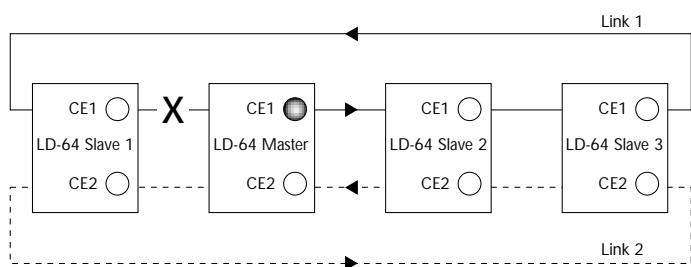 Link 1
CE1
X
CE1
CE1
CE1
LD-64 Slave 1
LD-64 Master
LD-64 Slave 2
LD-64 Slave 3
CE2
CE2
CE2
CE2
Link 2